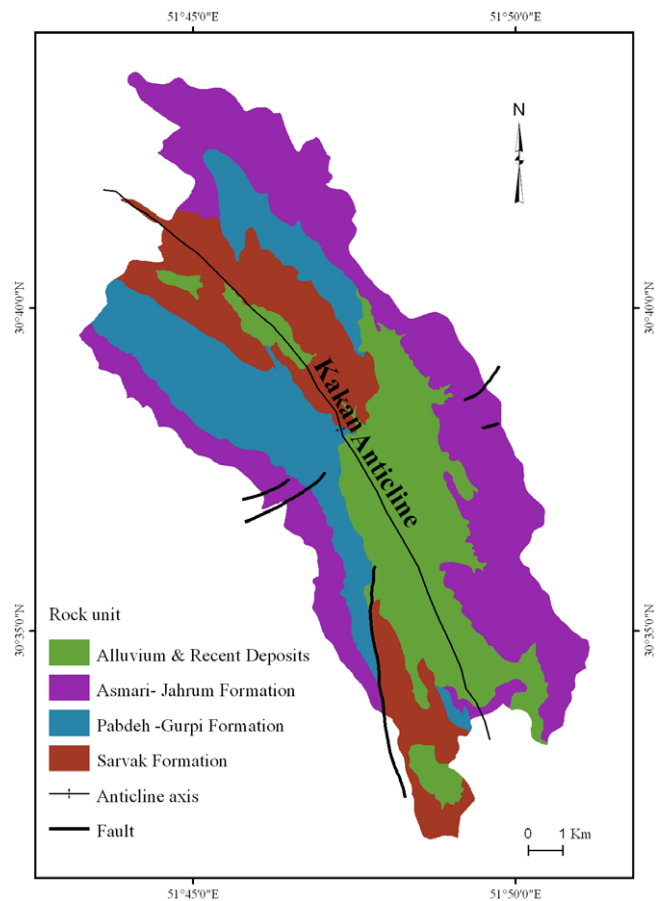 51°45'0"E
51°50'0"E
N
30°40'0"N
30°40'0"N
Kakan Anticline
30°35'0"N
30°35'0"N
Rock unit
Alluvium & Recent Deposits
Asmari- Jahrum Formation
Pabdeh -Gurpi Formation
Sarvak Formation
Anticline axis
Fault
0 1 Km
51°45'0"E
51°50'0"E